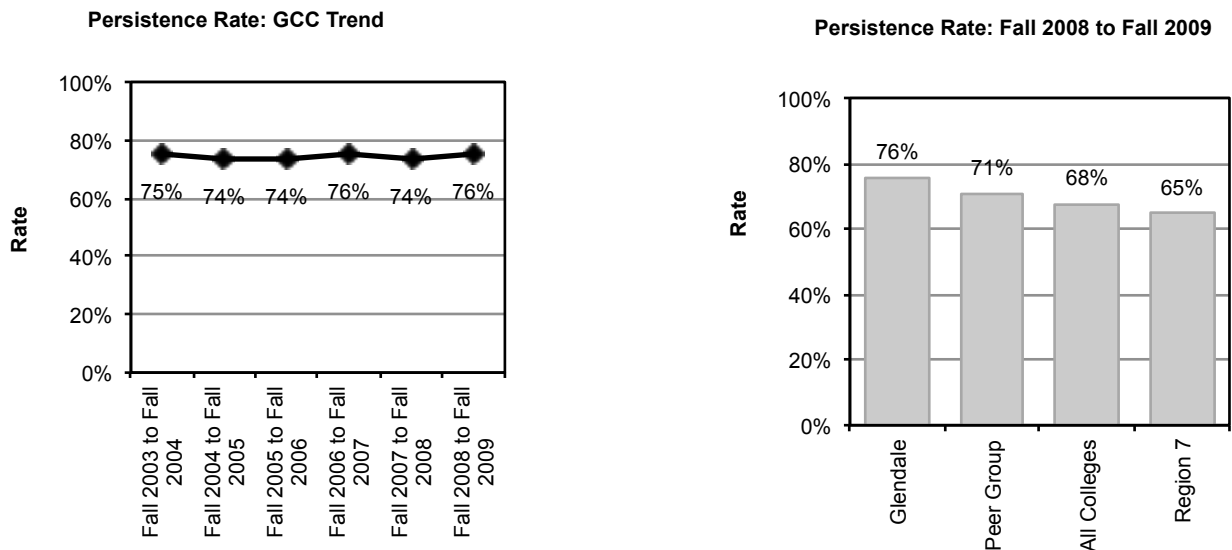 Persistence Rate: GCC Trend
100%
80%
60%
40%
20%
0%
Rate
75%
74%
74%
76%
74%
76%
Fall 2003 to Fall
2004
Fall 2004 to Fall
2005
Fall 2005 to Fall
2006
Fall 2006 to Fall
2007
Fall 2007 to Fall
2008
Fall 2008 to Fall
2009
Persistence Rate: Fall 2008 to Fall 2009
100%
80%
60%
40%
20%
0%
Rate
76%
71%
68%
65%
Glendale
Peer Group
All Colleges
Region 7